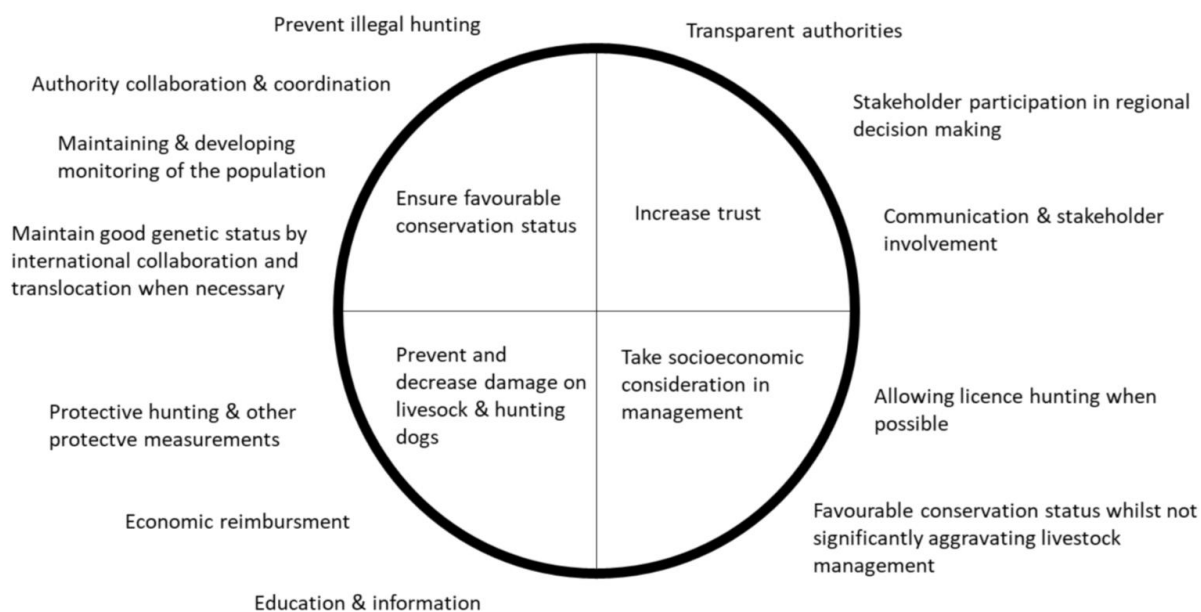 Prevent illegal hunting
Transparent authorities
Authority collaboration & coordination
Stakeholder participation in regional
decision making
Maintaining & developing
monitoring of the population
Ensure favourable
conservation status
Increase trust
Communication & stakeholder
involvement
Maintain good genetic status by
international collaboration and
translocation when necessary
Prevent and
decrease damage on
livesock & hunting
dogs
Take socioeconomic
consideration in
management
Protective hunting & other
protectve measurements
Allowing licence hunting when
possible
Economic reimbursment
Favourable conservation status whilst not
significantly aggravating livestock
management
Education & information